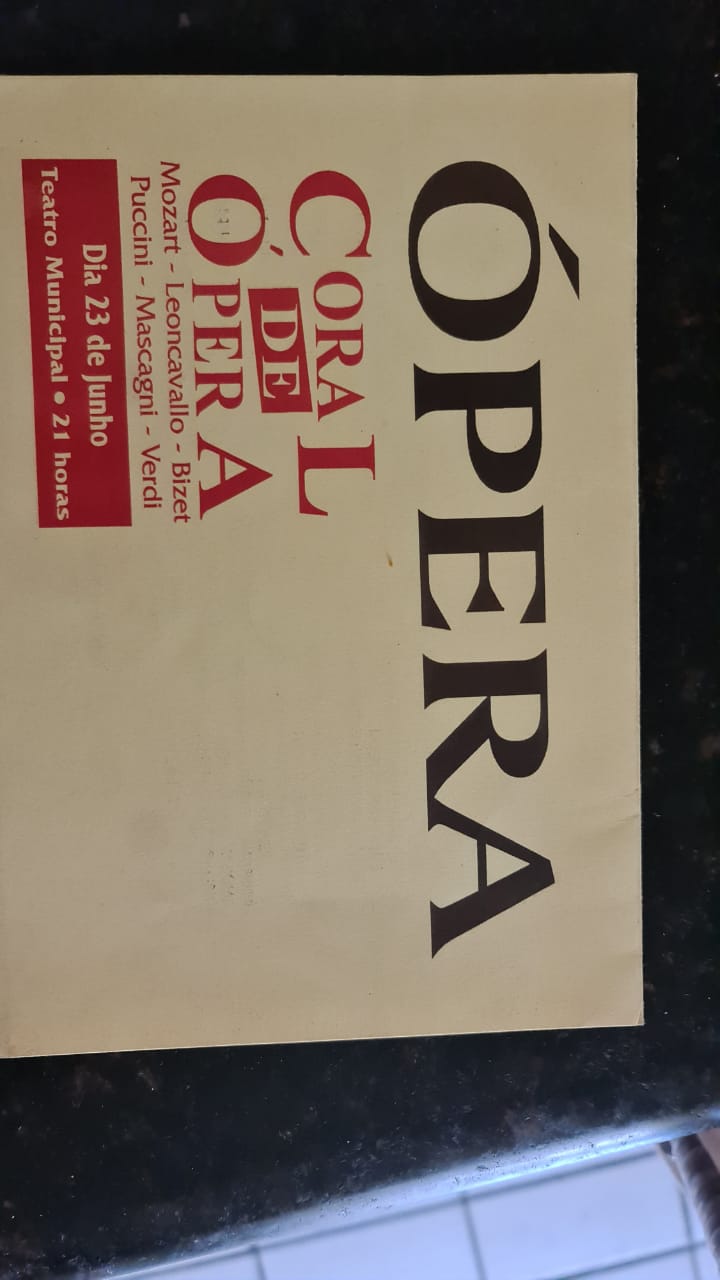 ÓPERA
CORAL
DE
ÓPERA
Mozart - Leoncavallo - Bizet
Puccini - Mascagni - Verdi
Dia 23 de Junho
Teatro Municipal • 21 horas